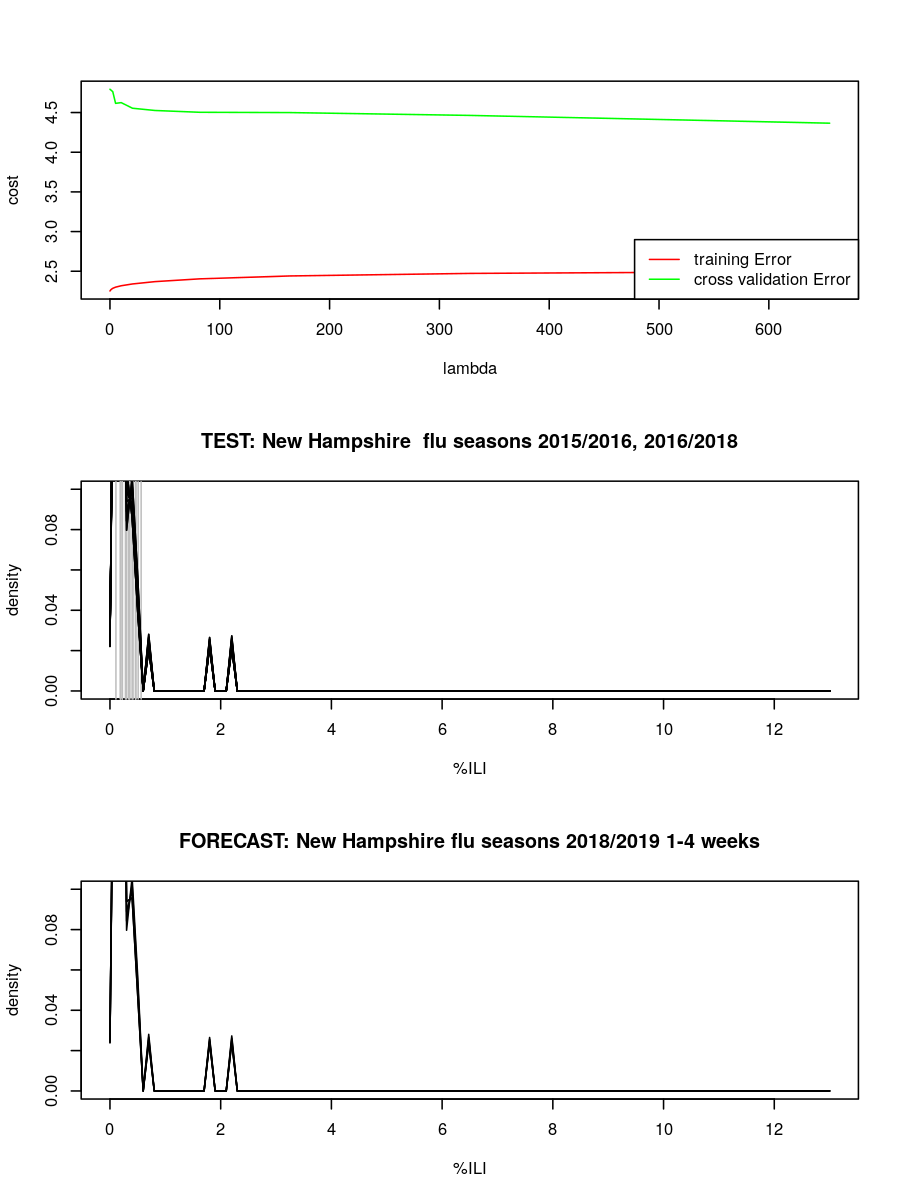 4.5
4.0
3.5
3.0
2.5
cost
training Error
cross validation Error
0 100 200 300 400 500 600
lambda
TEST: New Hampshire  flu seasons 2015/2016, 2016/2018
0.08
0.04
0.00
density
0 2 4 6 8 10 12
%ILI
FORECAST: New Hampshire flu seasons 2018/2019 1-4 weeks
0.08
0.04
0.00
density
0 2 4 6 8 10 12
%ILI